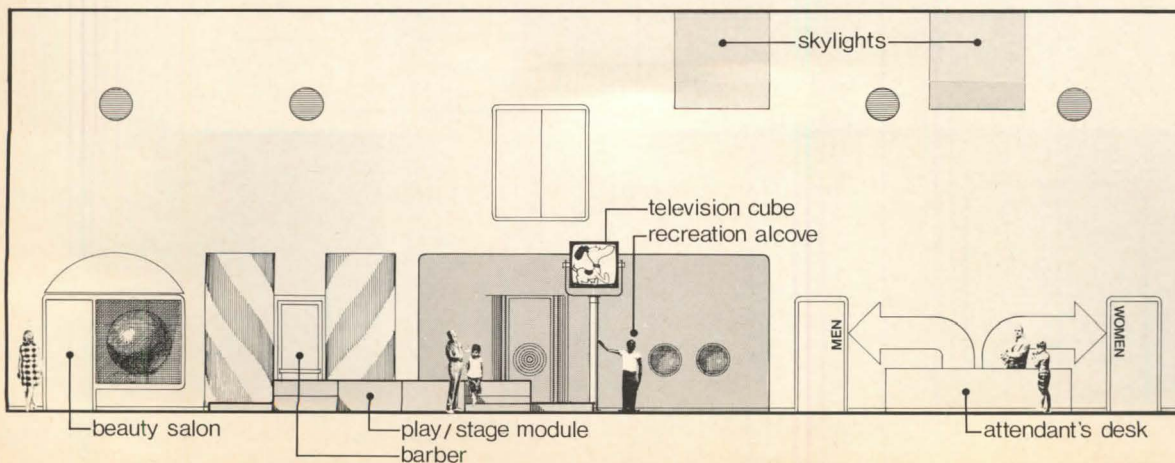 skylights
television cube
recreation alcove
MEN
WOMEN
beauty salon
play/stage module
barber
attendant's desk